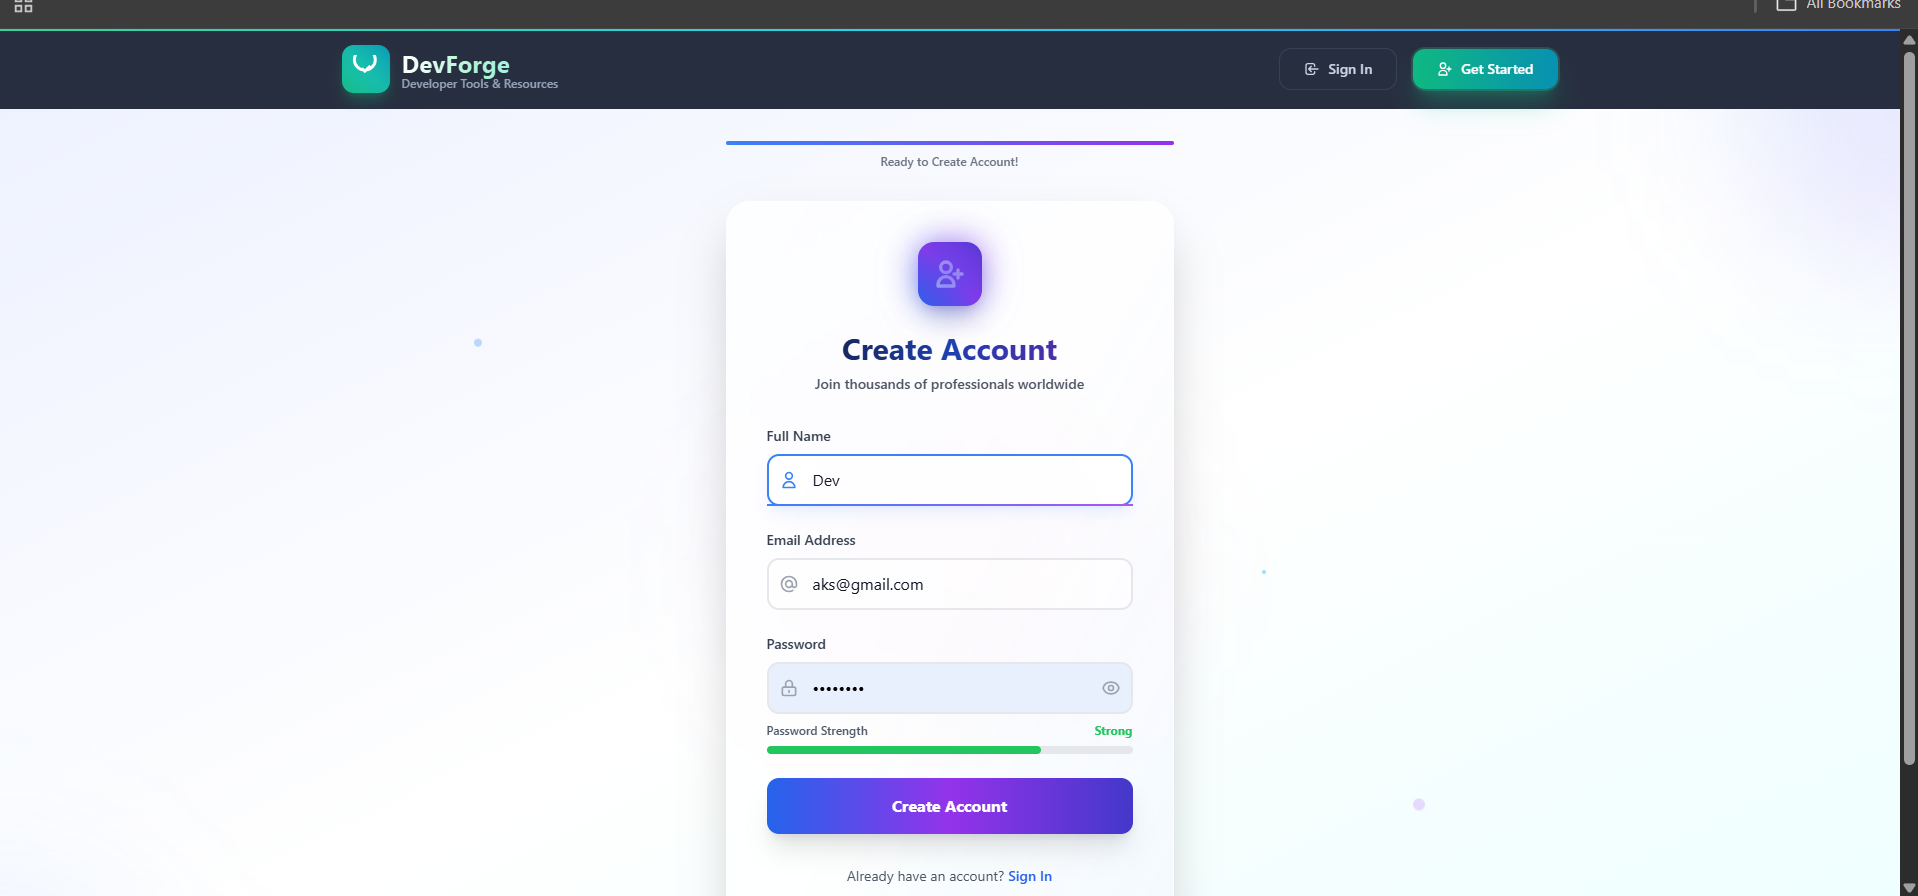 All Bookmarks
DevForge
Developer Tools & Resources
Sign In
Get Started
Ready to Create Account!
Create Account
Join thousands of professionals worldwide
Full Name
Dev
Email Address
aks@gmail.com
Password
••••••••
Password Strength
Strong
Create Account
Already have an account? Sign In